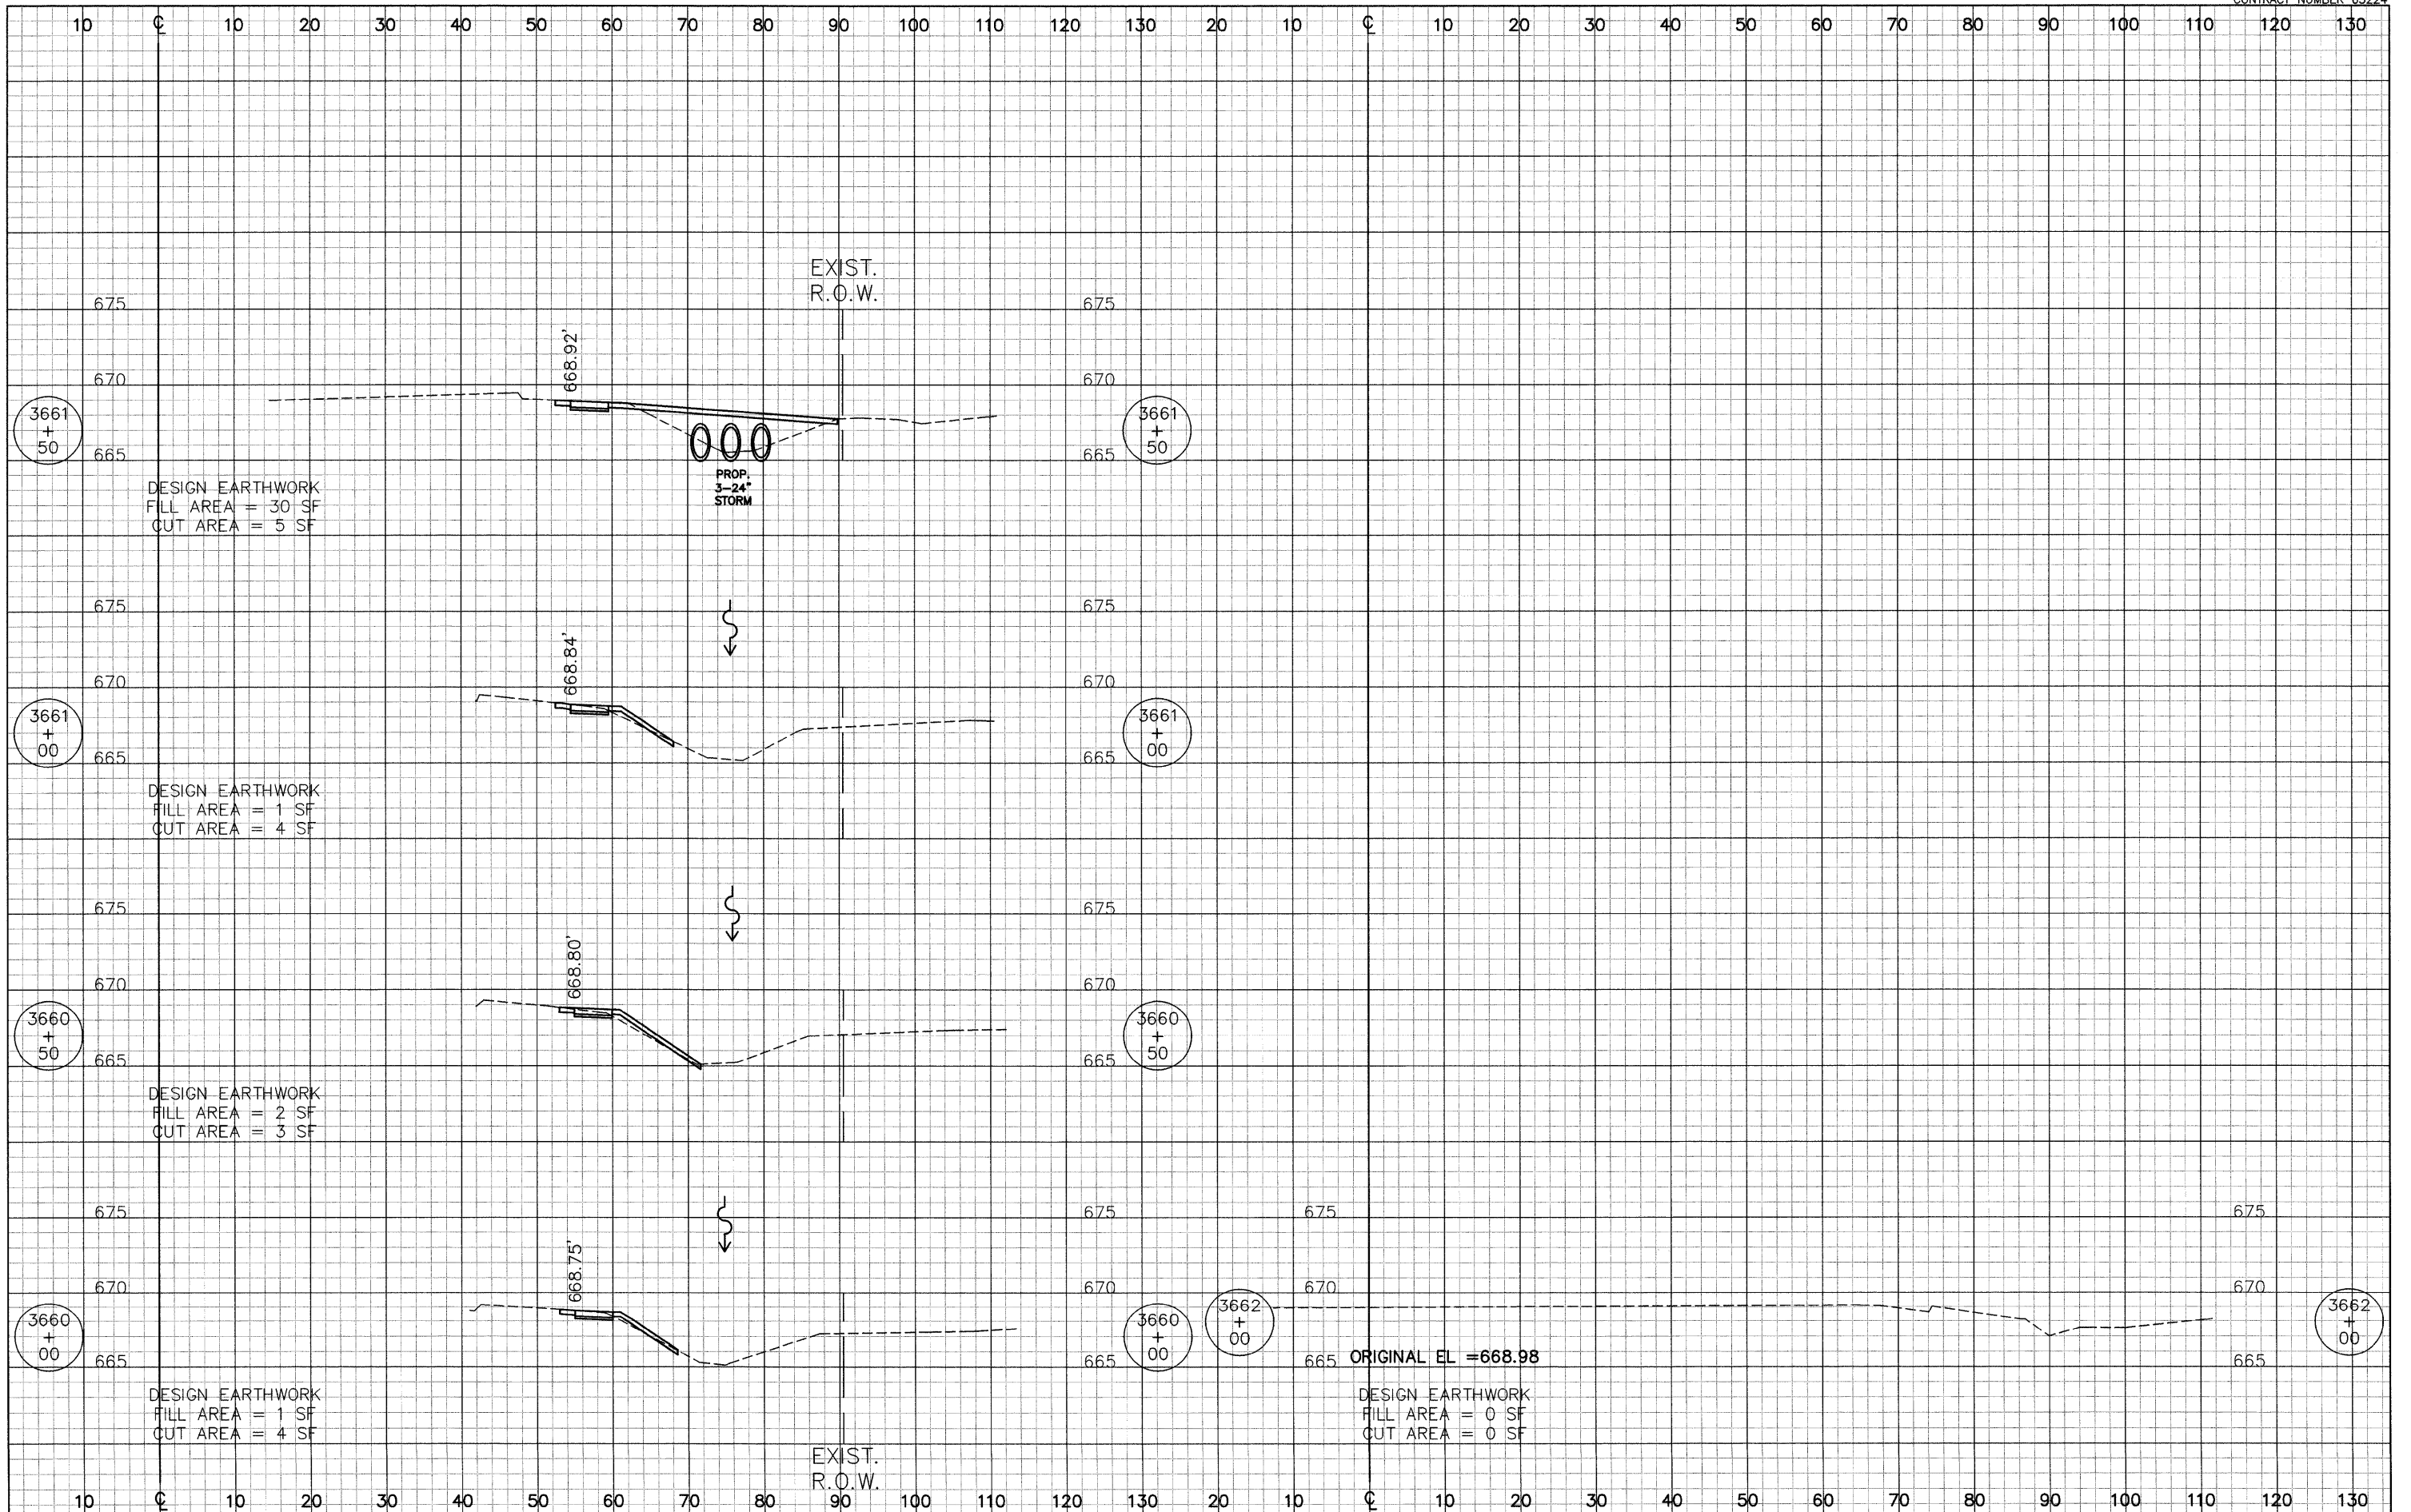 CONTRACT NUMBER 05224
10 ℄ 10 20 30 40 50 60 70 80 90 100 110 120 130 20 10 ℄ 10 20 30 40 50 60 70 80 90 100 110 120 130
EXIST.
R.O.W.
675 675
668.92'
670 670
3661
+
50
3661
+
50
665 665
PROP.
3-24"
STORM
DESIGN EARTHWORK
FILL AREA = 30 SF
CUT AREA = 5 SF
675 675
668.84'
670 670
3661
+
00
3661
+
00
665 665
DESIGN EARTHWORK
FILL AREA = 1 SF
CUT AREA = 4 SF
675 675
668.80'
670 670
3660
+
50
3660
+
50
665 665
DESIGN EARTHWORK
FILL AREA = 2 SF
CUT AREA = 3 SF
675 675
668.75'
670 670
3660
+
00
3660
+
00
665 665
DESIGN EARTHWORK
FILL AREA = 1 SF
CUT AREA = 4 SF
EXIST.
R.O.W.
675 675
670 670
3662
+
00
3662
+
00
665 ORIGINAL EL =668.98 665
DESIGN EARTHWORK
FILL AREA = 0 SF
CUT AREA = 0 SF
10 ℄ 10 20 30 40 50 60 70 80 90 100 110 120 130 20 10 ℄ 10 20 30 40 50 60 70 80 90 100 110 120 130